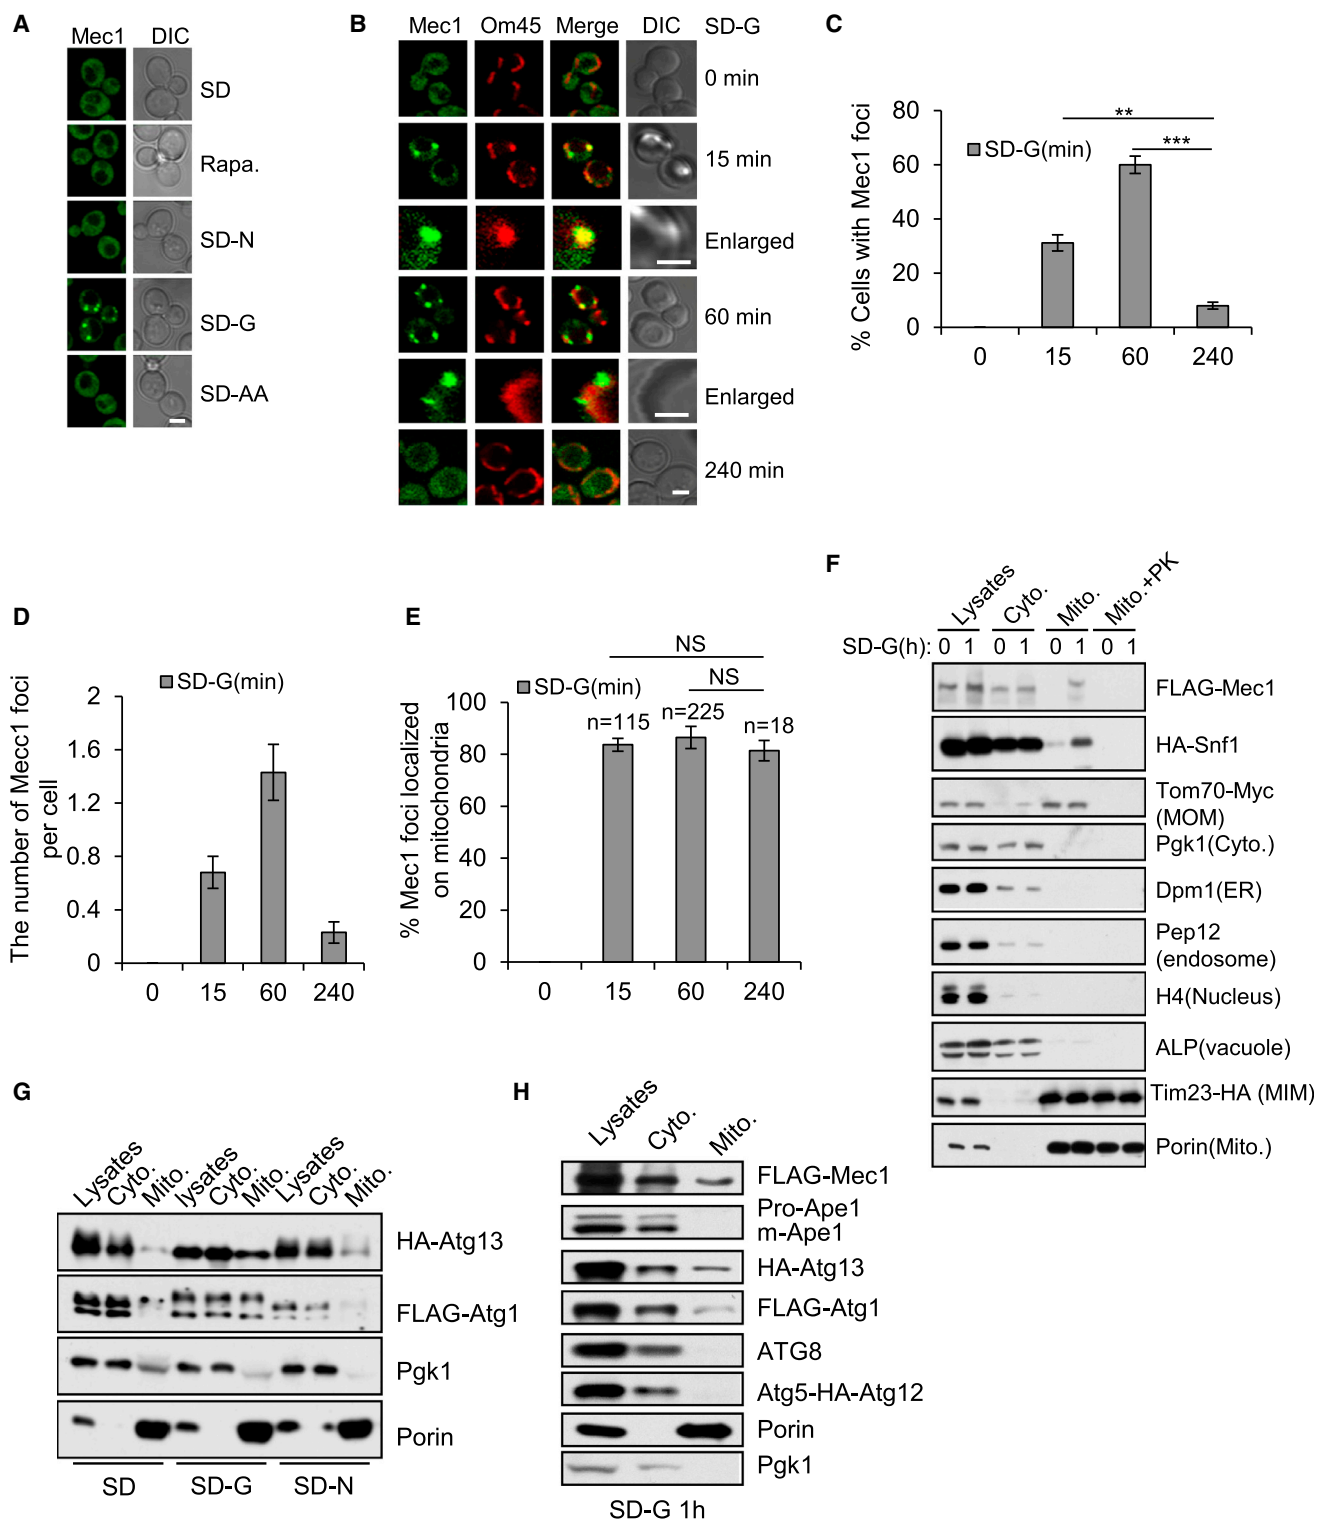 A
Mec1 DIC
SD
Rapa.
SD-N
SD-G
SD-AA
B
Mec1 Om45 Merge DIC SD-G
0 min
15 min
Enlarged
60 min
Enlarged
240 min
C
% Cells with Mec1 foci
80
60
40
20
0
SD-G(min)
**
***
0 15 60 240
D
The number of Mecc1 foci
per cell
2
1.6
1.2
0.8
0.4
0
SD-G(min)
0 15 60 240
E
% Mec1 foci localized
on mitochondria
100
80
60
40
20
0
SD-G(min)
NS
NS
n=115 n=225 n=18
0 15 60 240
F
Lysates Cyto. Mito. Mito.+PK
SD-G(h): 0 1 0 1 0 1 0 1
FLAG-Mec1
HA-Snf1
Tom70-Myc
(MOM)
Pgk1(Cyto.)
Dpm1(ER)
Pep12
(endosome)
H4(Nucleus)
ALP(vacuole)
Tim23-HA (MIM)
Porin(Mito.)
G
Lysates Cyto. Mito. lysates Cyto. Mito. Lysates Cyto. Mito.
HA-Atg13
FLAG-Atg1
Pgk1
Porin
SD SD-G SD-N
H
Lysates Cyto. Mito.
FLAG-Mec1
Pro-Ape1
m-Ape1
HA-Atg13
FLAG-Atg1
ATG8
Atg5-HA-Atg12
Porin
Pgk1
SD-G 1h